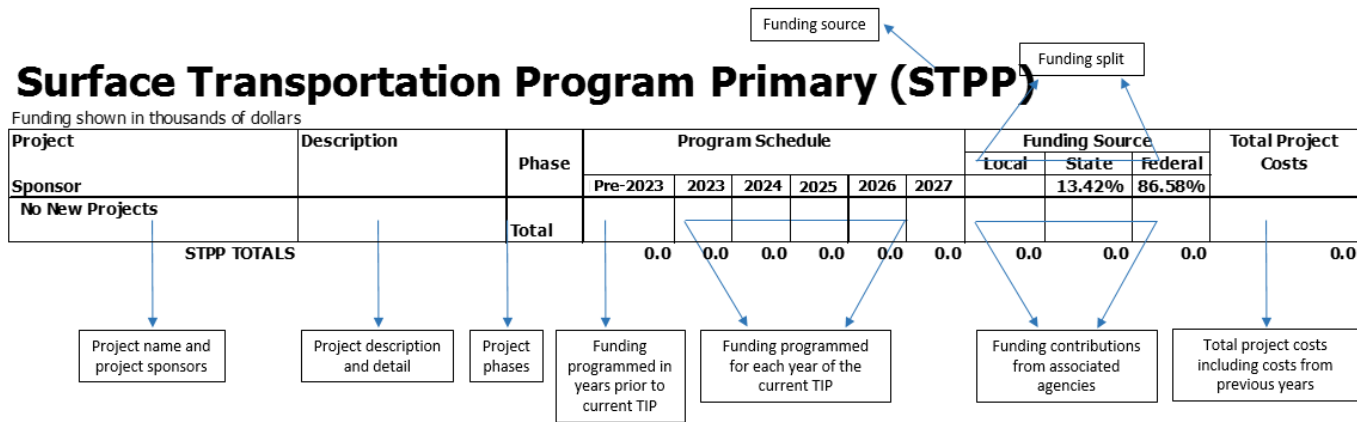 Funding source
Funding split
Surface Transportation Program Primary (STPP)
Funding shown in thousands of dollars
Project Description Program Schedule Funding Source Total Project
Phase Local State Federal Costs
Sponsor Pre-2023 2023 2024 2025 2026 2027 13.42% 86.58%
No New Projects
Total
STPP TOTALS 0.0 0.0 0.0 0.0 0.0 0.0 0.0 0.0 0.0 0.0
Project name and
project sponsors
Project description
and detail
Project
phases
Funding
programmed in
years prior to
current TIP
Funding programmed
for each year of the
current TIP
Funding contributions
from associated
agencies
Total project costs
including costs from
previous years